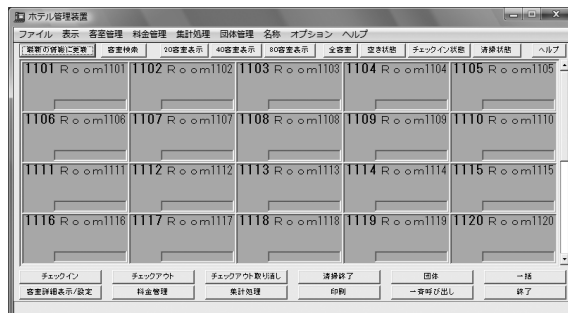 ホテル管理装置
ファイル 表示 客室管理 料金管理 集計処理 団体管理 名称 オプション ヘルプ
最新の情報に更新 客室検索 20客室表示 40客室表示 80客室表示 全客室 空き状態 チェックイン状態 清掃状態 ヘルプ
1101 Ｒｏｏｍ1101 1102 Ｒｏｏｍ1102 1103 Ｒｏｏｍ1103 1104 Ｒｏｏｍ1104 1105 Ｒｏｏｍ1105
1106 Ｒｏｏｍ1106 1107 Ｒｏｏｍ1107 1108 Ｒｏｏｍ1108 1109 Ｒｏｏｍ1109 1110 Ｒｏｏｍ1110
1111 Ｒｏｏｍ1111 1112 Ｒｏｏｍ1112 1113 Ｒｏｏｍ1113 1114 Ｒｏｏｍ1114 1115 Ｒｏｏｍ1115
1116 Ｒｏｏｍ1116 1117 Ｒｏｏｍ1117 1118 Ｒｏｏｍ1118 1119 Ｒｏｏｍ1119 1120 Ｒｏｏｍ1120
チェックイン チェックアウト チェックアウト取り消し 清掃終了 団体 一括
客室詳細表示/設定 料金管理 集計処理 印刷 一斉呼び出し 終了